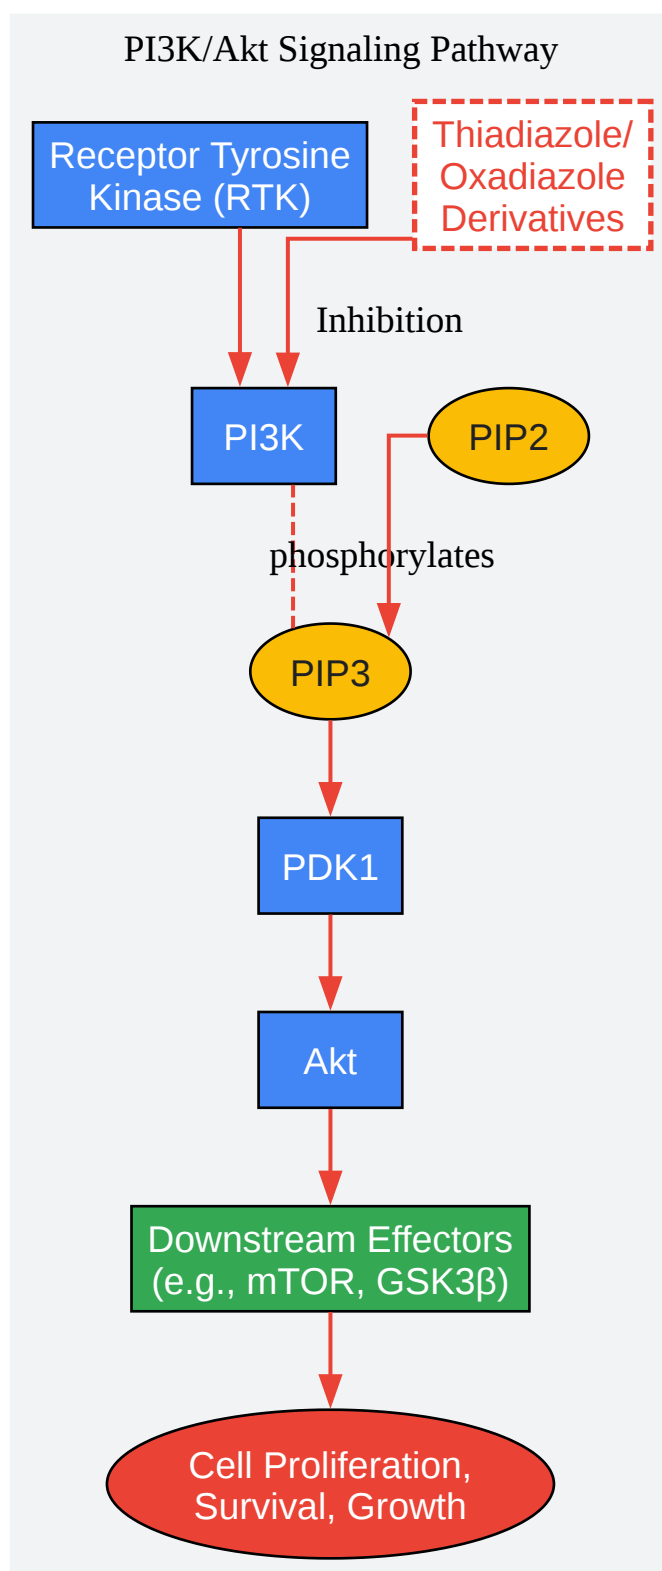 PI3K/Akt Signaling Pathway
Receptor Tyrosine
Kinase (RTK)
Thiadiazole/
Oxadiazole
Derivatives
Inhibition
PI3K
PIP2
phosphorylates
PIP3
PDK1
Akt
Downstream Effectors
(e.g., mTOR, GSK3β)
Cell Proliferation,
Survival, Growth